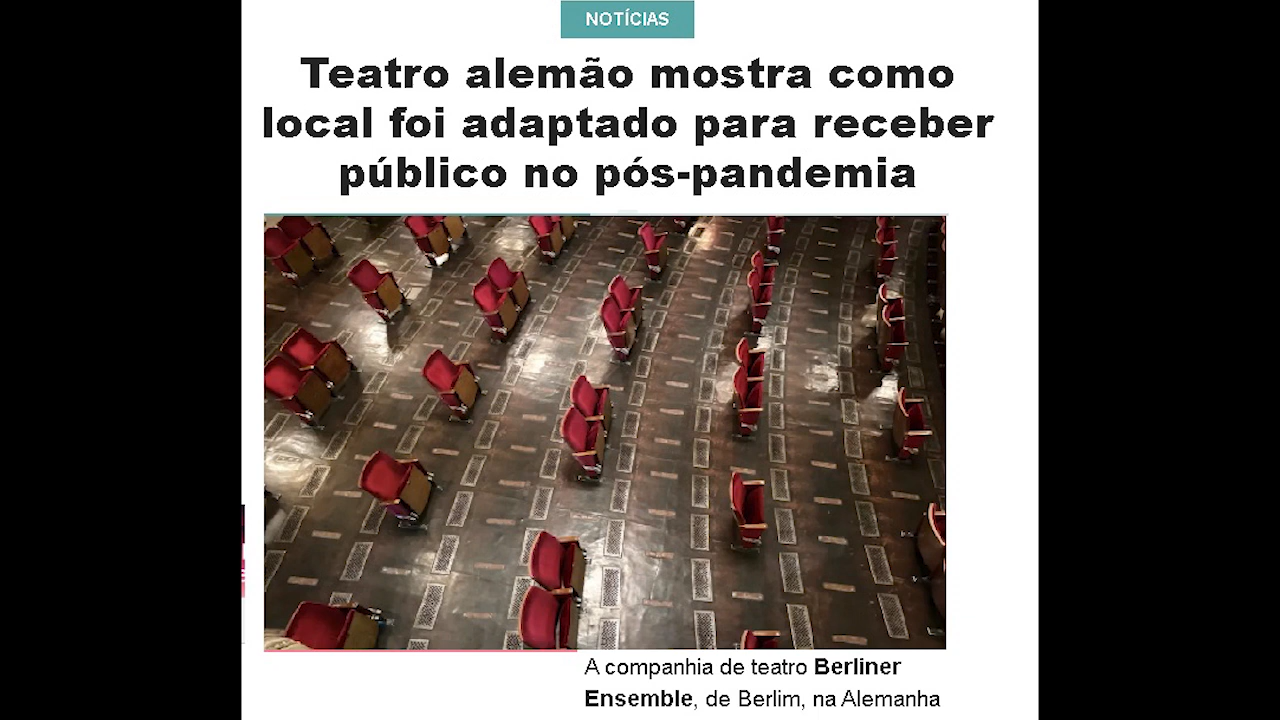 NOTÍCIAS
Teatro alemão mostra como
local foi adaptado para receber
público no pós-pandemia
A companhia de teatro Berliner
Ensemble, de Berlim, na Alemanha